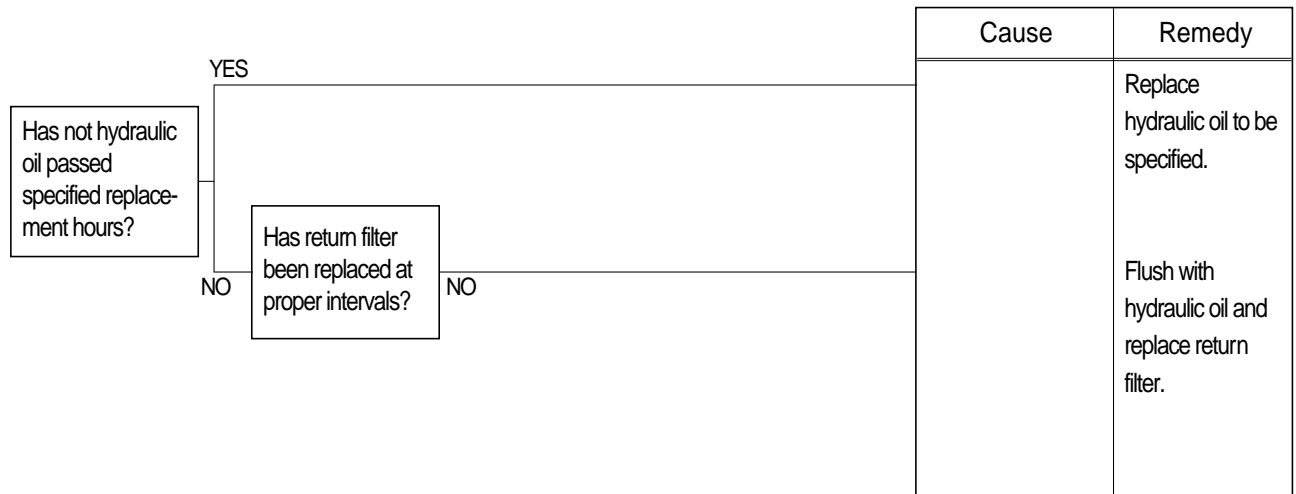 Cause
Remedy
YES
Replace
hydraulic oil to be
specified.
Has not hydraulic
oil passed
specified replace-
ment hours?
Has return filter
been replaced at
proper intervals?
NO
NO
Flush with
hydraulic oil and
replace return
filter.